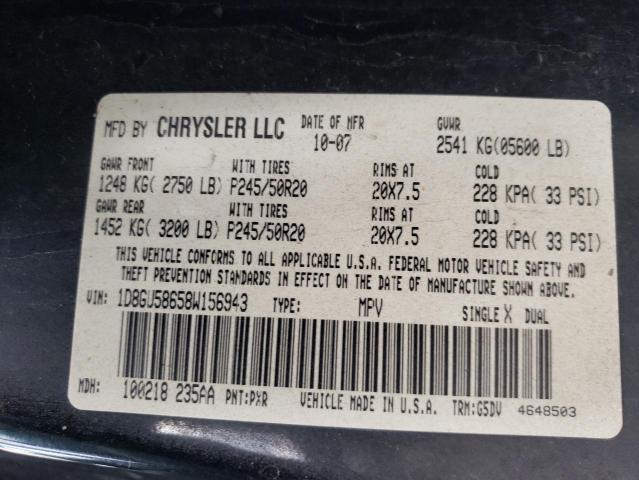 MFD BY CHRYSLER LLC DATE OF MFR 10-07 GVWR 2541 KG(05600 LB)
GAWR FRONT WITH TIRES RIMS AT COLD
1248 KG( 2750 LB) P245/50R20 20X7.5 228 KPA( 33 PSI)
GAWR REAR WITH TIRES RIMS AT COLD
1452 KG( 3200 LB) P245/50R20 20X7.5 228 KPA( 33 PSI)
THIS VEHICLE CONFORMS TO ALL APPLICABLE U.S.A. FEDERAL MOTOR VEHICLE SAFETY AND
THEFT PREVENTION STANDARDS IN EFFECT ON THE DATE OF MANUFACTURE SHOWN ABOVE.
VIN: 1D8GU58658W156943 TYPE: MPV SINGLE X DUAL
MDH: 100218 235AA PNT:PXR VEHICLE MADE IN U.S.A. TRM:G5DV 4648503